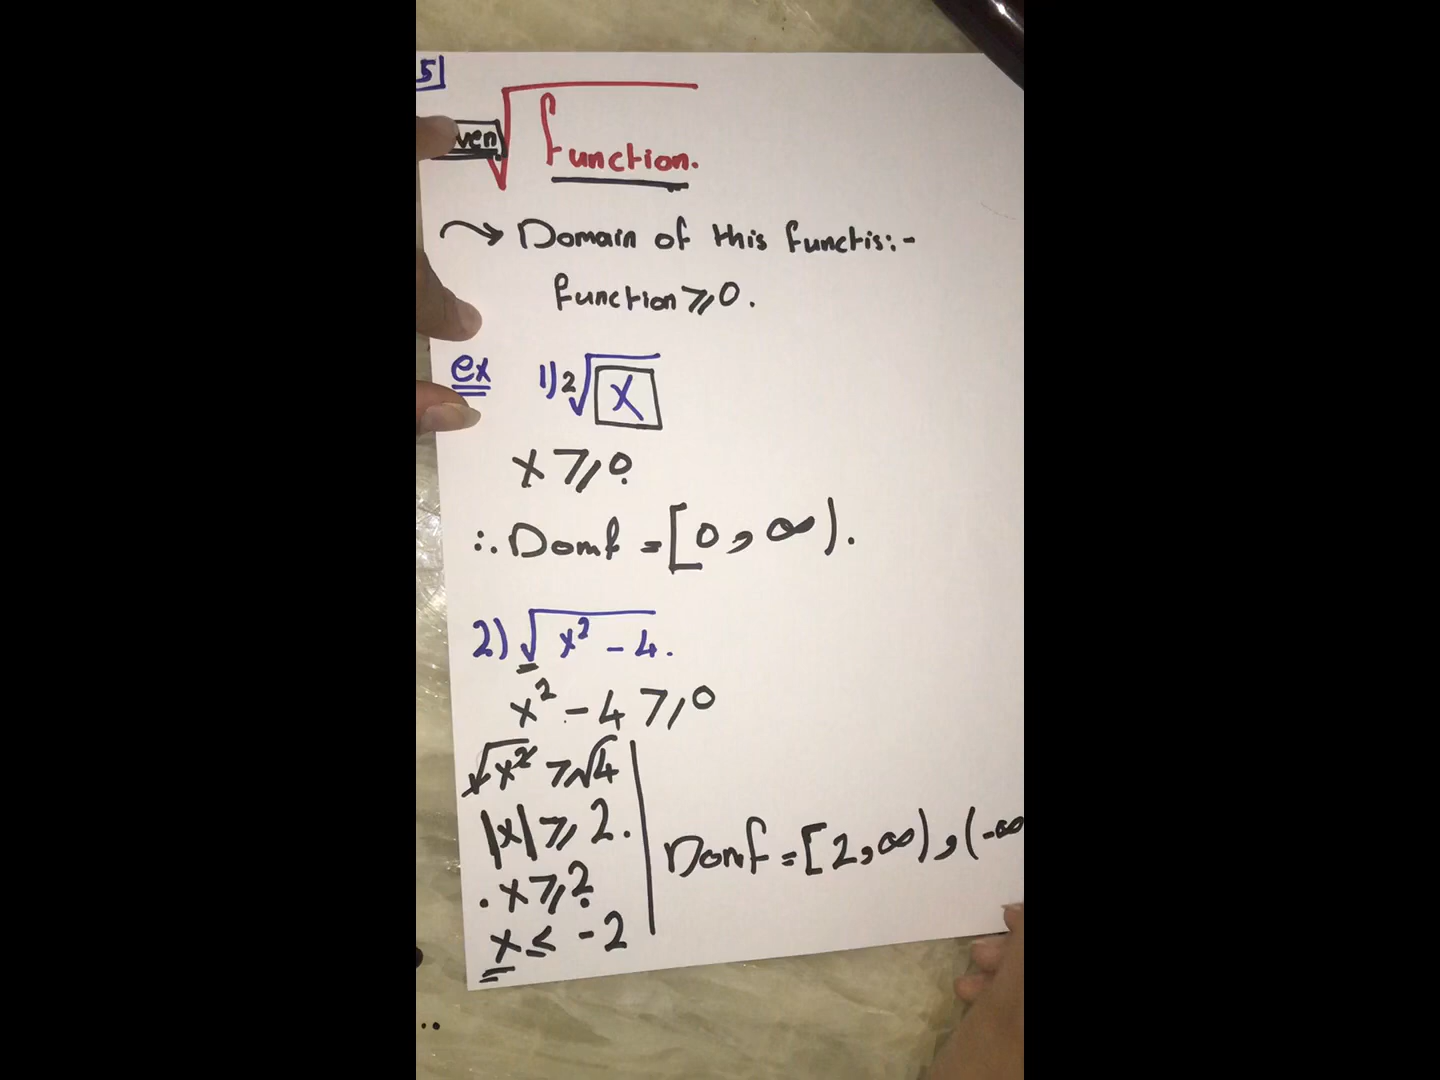 5
ven√function.
→ Domain of this functis:-
function ⩾ 0.
ex 1) ²√x
x ⩾ 0.
∴ Domf = [0, ∞).
2) √x² - 4.
x² - 4 ⩾ 0
√x² ⩾ √4
|x| ⩾ 2.
. x ⩾ 2
x ≤ -2
Domf = [2, ∞), (-∞